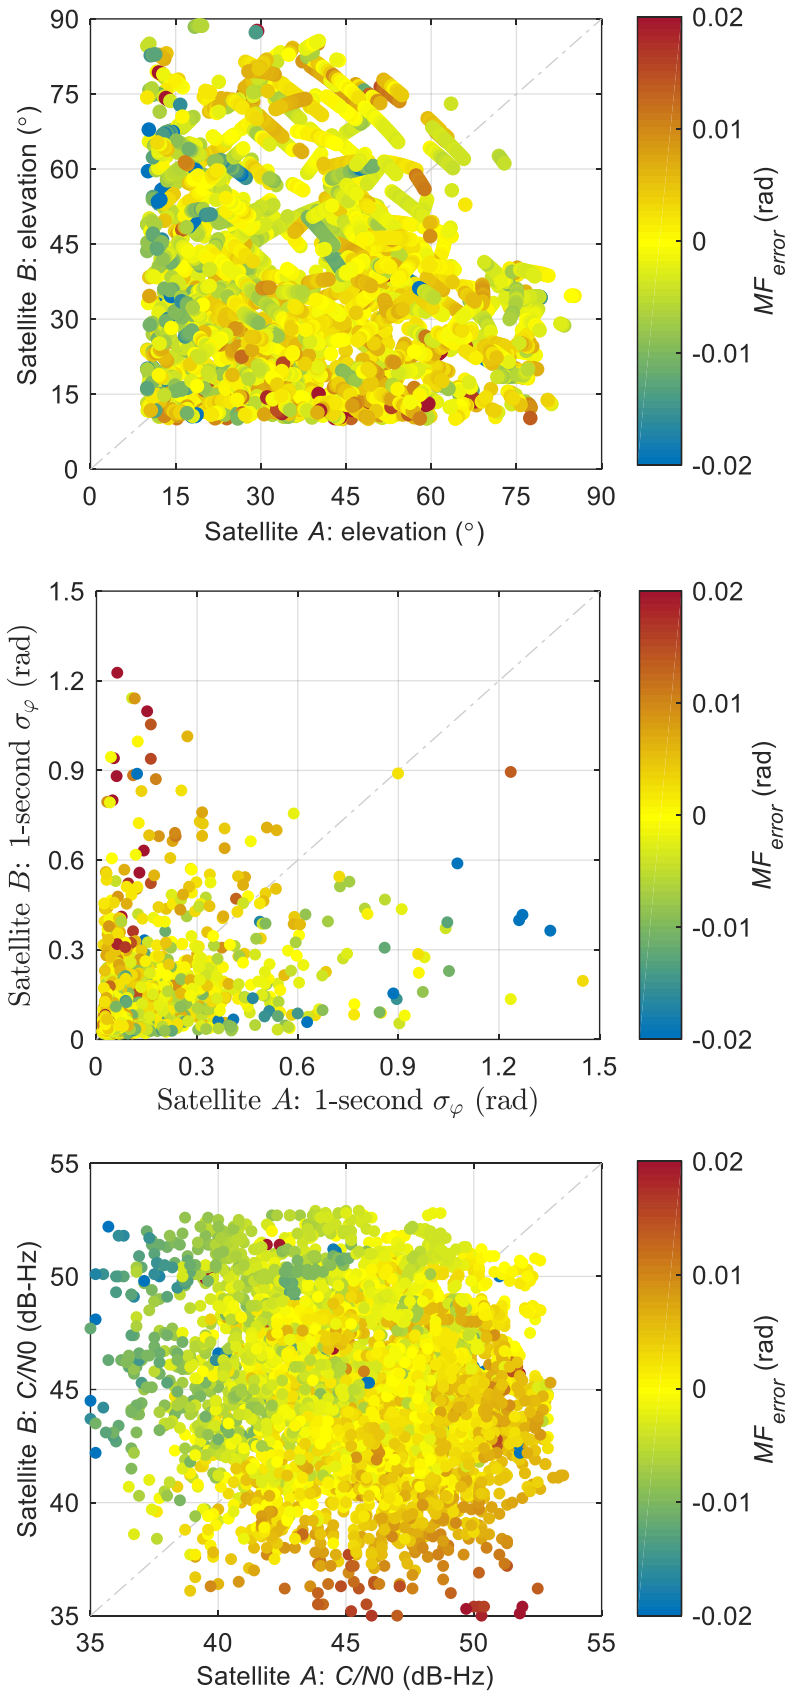 90
75
60
45
30
15
0
Satellite B: elevation (°)
0 15 30 45 60 75 90
Satellite A: elevation (°)
0.02
0.01
0
-0.01
-0.02
MF_error (rad)
1.5
1.2
0.9
0.6
0.3
0
Satellite B: 1-second σ_φ (rad)
0 0.3 0.6 0.9 1.2 1.5
Satellite A: 1-second σ_φ (rad)
0.02
0.01
0
-0.01
-0.02
MF_error (rad)
55
50
45
40
35
Satellite B: C/N0 (dB-Hz)
35 40 45 50 55
Satellite A: C/N0 (dB-Hz)
0.02
0.01
0
-0.01
-0.02
MF_error (rad)